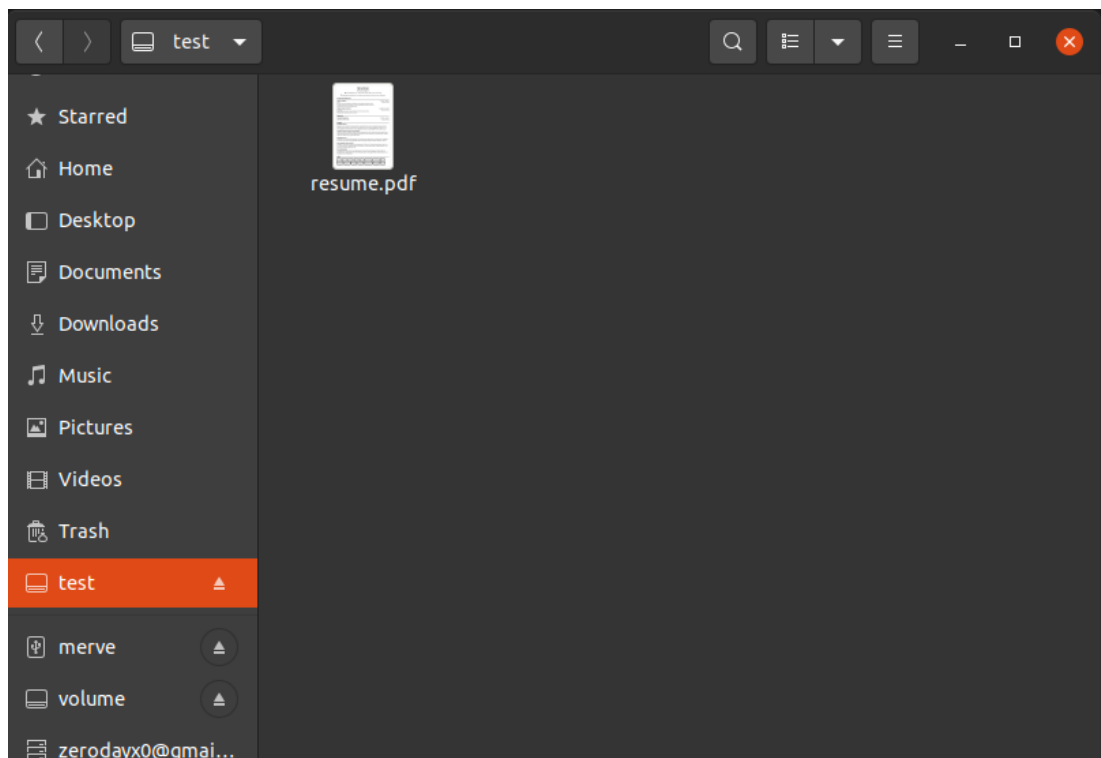 test
Starred
Home
Desktop
Documents
Downloads
Music
Pictures
Videos
Trash
test
merve
volume
zerodayx0@gmai...
resume.pdf